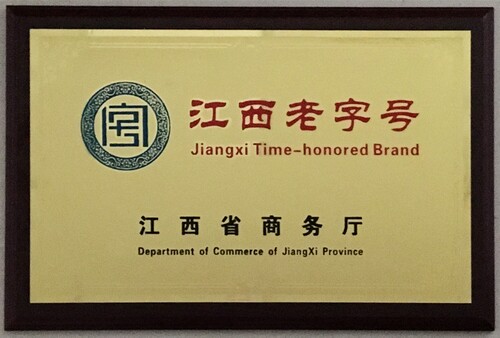 江西老字号
Jiangxi Time-honored Brand
江西省商务厅
Department of Commerce of JiangXi Province